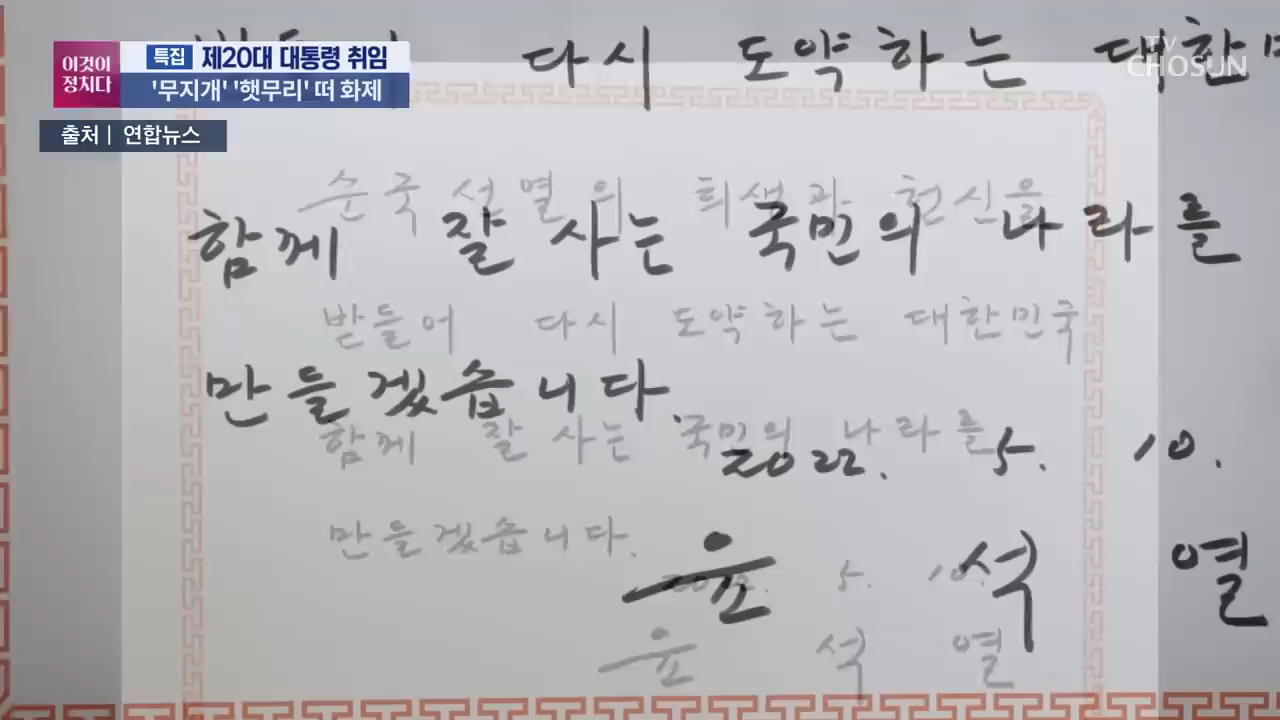 이것이
정치다
특집 제20대 대통령 취임
'무지개' '햇무리' 떠 화제
출처 | 연합뉴스
TV
CHOSUN
다시 도약하는
순국선열의 희생과 헌신을
함께 잘 사는 국민의 나라를
받들어 다시 도약하는 대한민국
만들겠습니다.
함께 잘 사는 국민의 나라를
2022. 5. 10.
만들겠습니다.
윤석열
2022. 5. 10.
윤석열